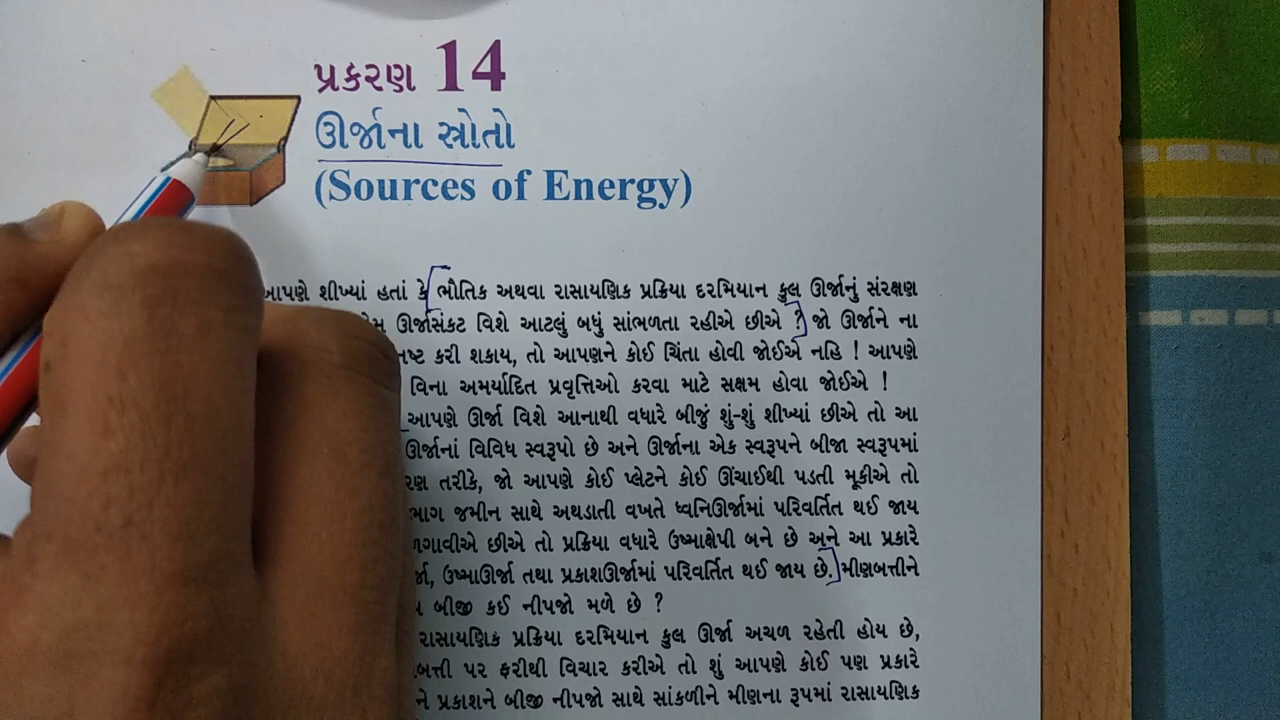 પ્રકરણ 14
ઊર્જાના સ્રોતો
(Sources of Energy)
આપણે શીખ્યાં હતાં કે ભૌતિક અથવા રાસાયણિક પ્રક્રિયા દરમિયાન કુલ ઊર્જાનું સંરક્ષણ
ઊર્જાસંકટ વિશે આટલું બધું સાંભળતા રહીએ છીએ ? જો ઊર્જાને ના
નષ્ટ કરી શકાય, તો આપણને કોઈ ચિંતા હોવી જોઈએ નહિ ! આપણે
વિના અમર્યાદિત પ્રવૃત્તિઓ કરવા માટે સક્ષમ હોવા જોઈએ !
આપણે ઊર્જા વિશે આનાથી વધારે બીજું શું-શું શીખ્યાં છીએ તો આ
ઊર્જાનાં વિવિધ સ્વરૂપો છે અને ઊર્જાના એક સ્વરૂપને બીજા સ્વરૂપમાં
તરીકે, જો આપણે કોઈ પ્લેટને કોઈ ઊંચાઈથી પડતી મૂકીએ તો
ભાગ જમીન સાથે અથડાતી વખતે ધ્વનિઊર્જામાં પરિવર્તિત થઈ જાય
છીએ તો પ્રક્રિયા વધારે ઉષ્માક્ષેપી બને છે અને આ પ્રકારે
ઉષ્માઊર્જા તથા પ્રકાશઊર્જામાં પરિવર્તિત થઈ જાય છે. મીણબત્તીને
બીજી કઈ નીપજો મળે છે ?
રાસાયણિક પ્રક્રિયા દરમિયાન કુલ ઊર્જા અચળ રહેતી હોય છે,
પર ફરીથી વિચાર કરીએ તો શું આપણે કોઈ પણ પ્રકારે
પ્રકાશને બીજી નીપજો સાથે સાંકળીને મીણના રૂપમાં રાસાયણિક